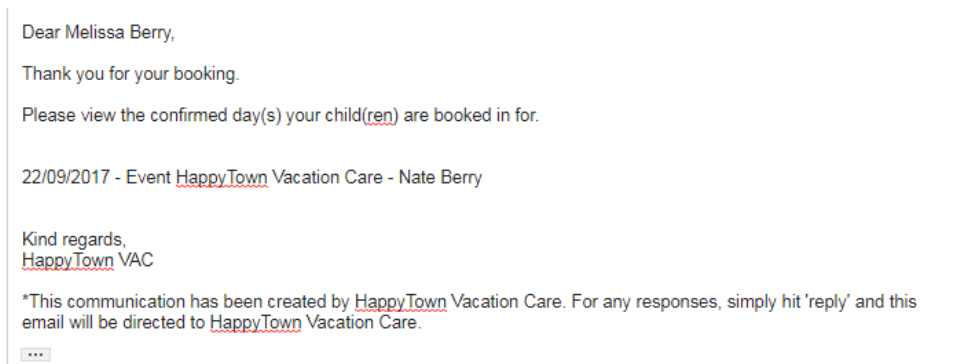 Dear Melissa Berry,
Thank you for your booking.
Please view the confirmed day(s) your child(ren) are booked in for.
22/09/2017 - Event HappyTown Vacation Care - Nate Berry
Kind regards,
HappyTown VAC
*This communication has been created by HappyTown Vacation Care. For any responses, simply hit 'reply' and this
email will be directed to HappyTown Vacation Care.